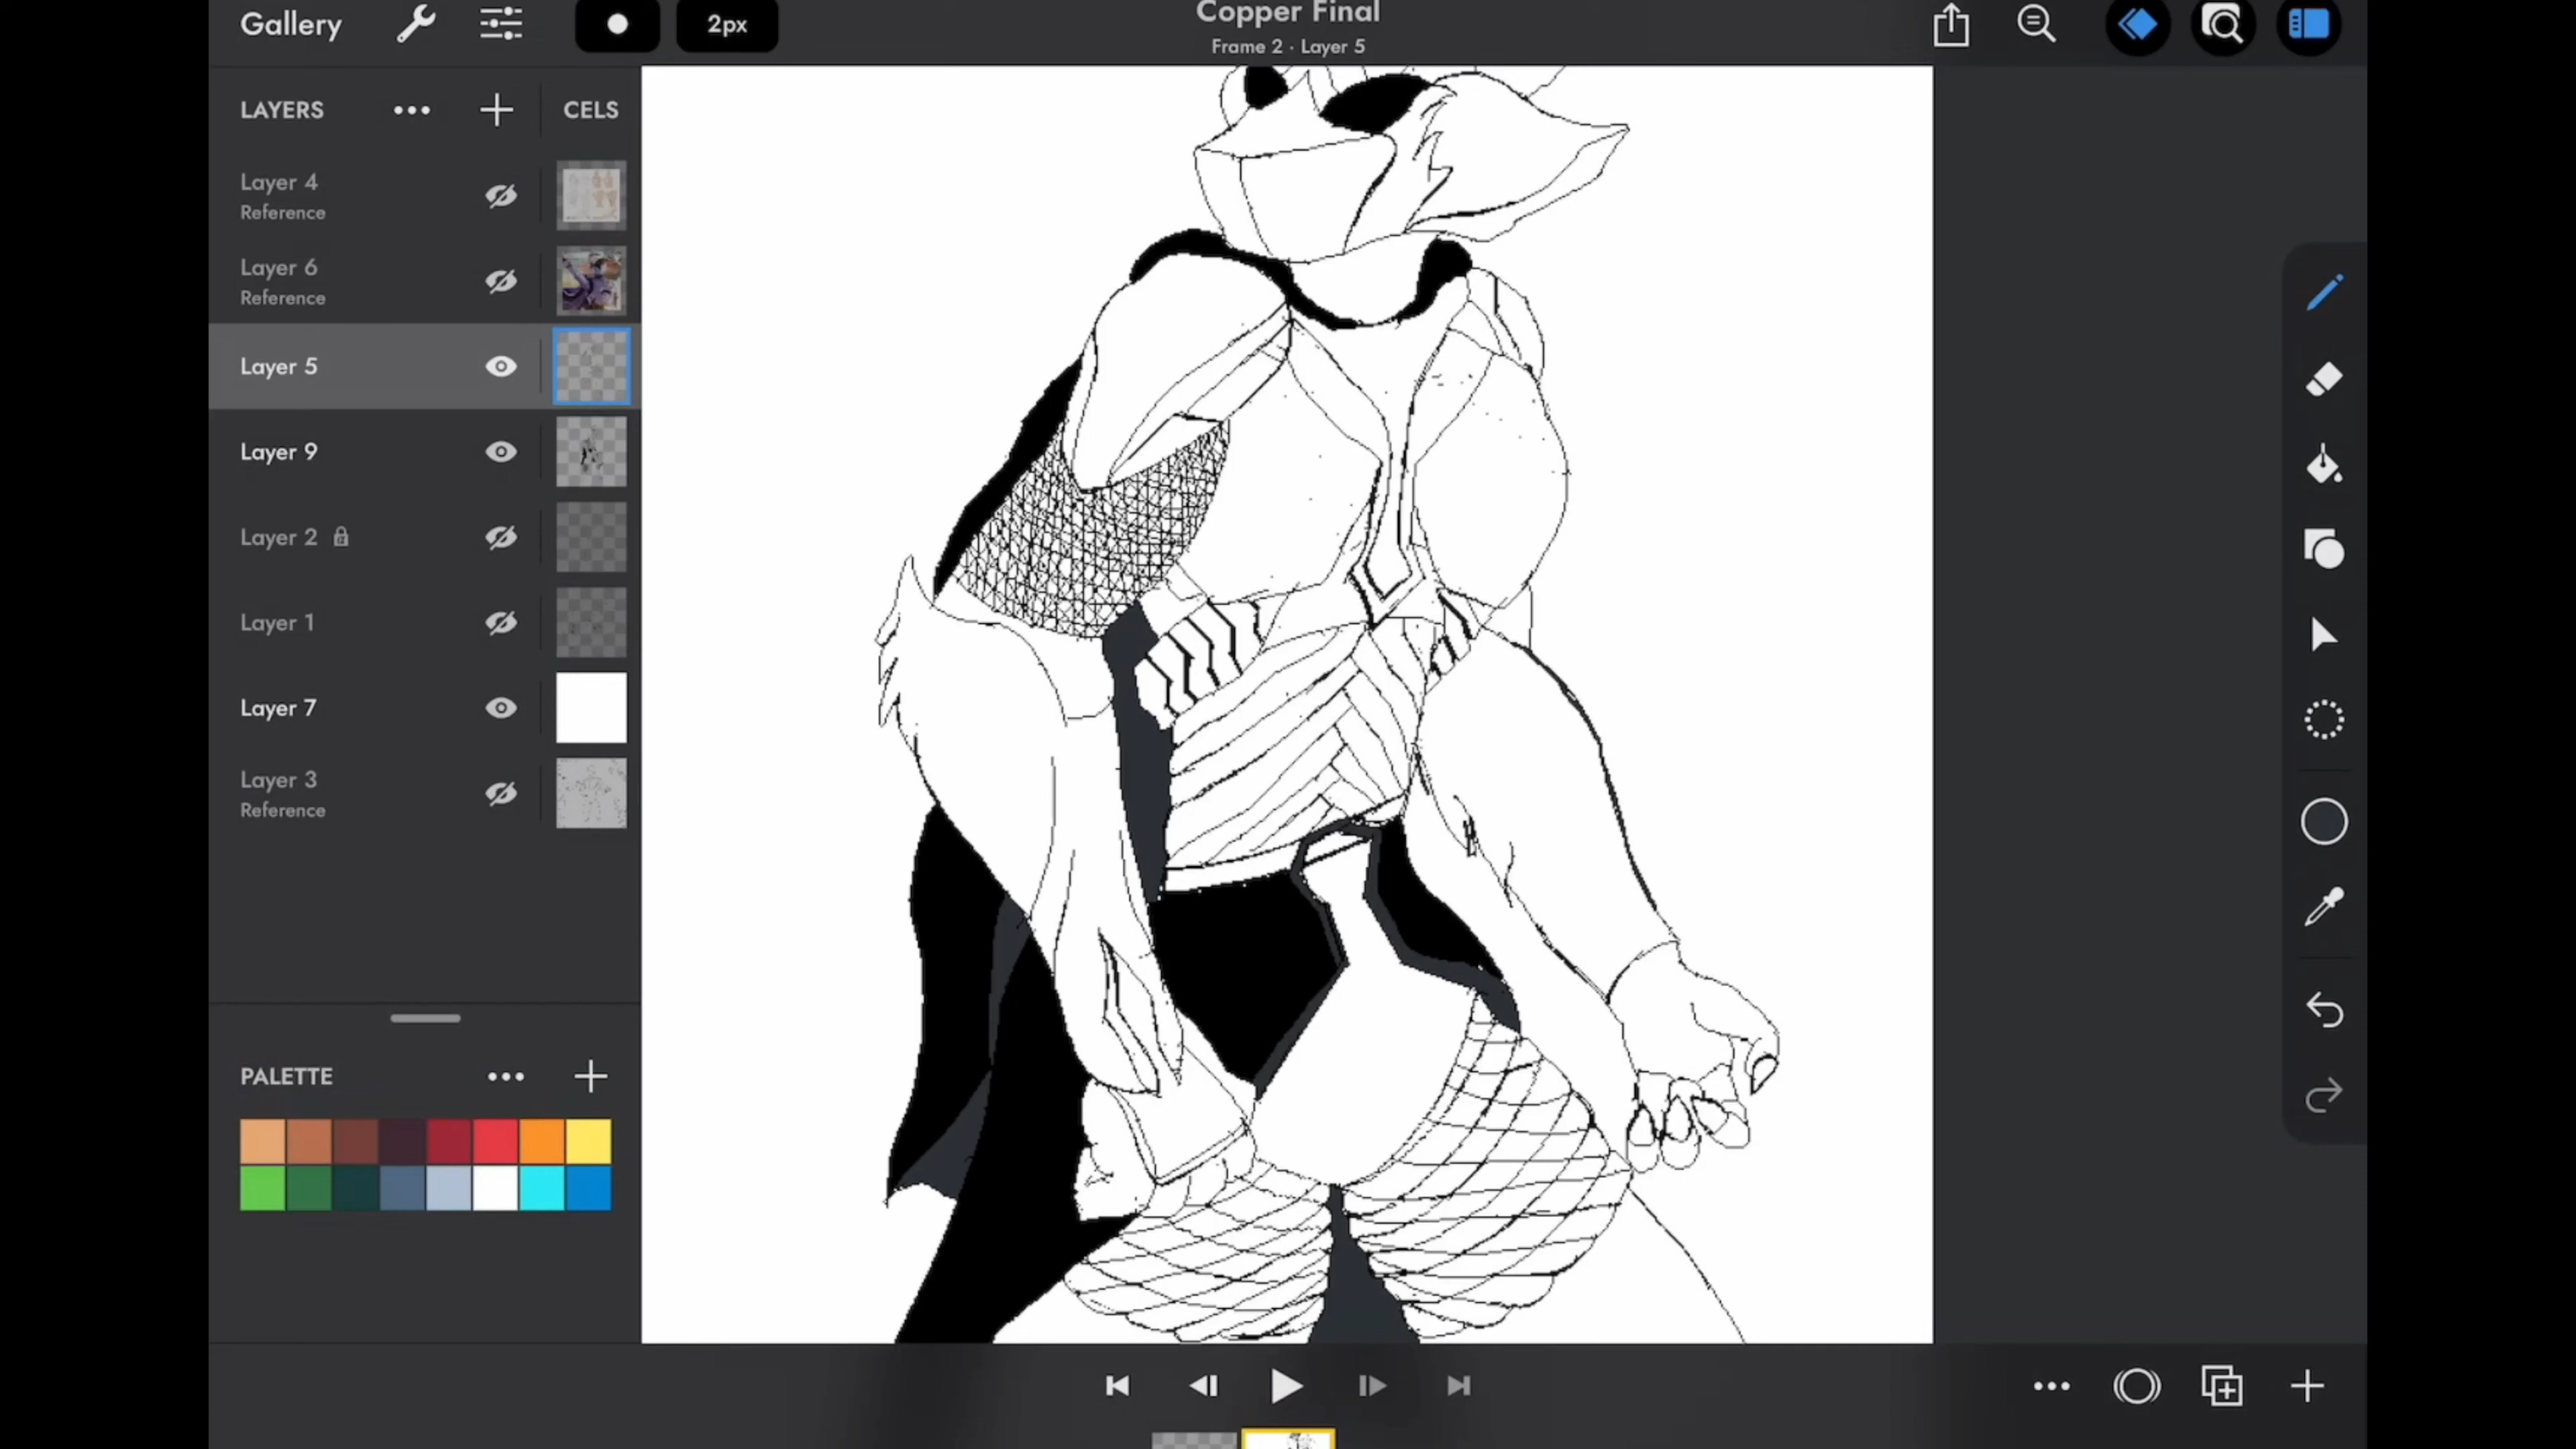 Gallery
2px
Copper Final
Frame 2 · Layer 5
LAYERS
CELS
Layer 4
Reference
Layer 6
Reference
Layer 5
Layer 9
Layer 2
Layer 1
Layer 7
Layer 3
Reference
PALETTE